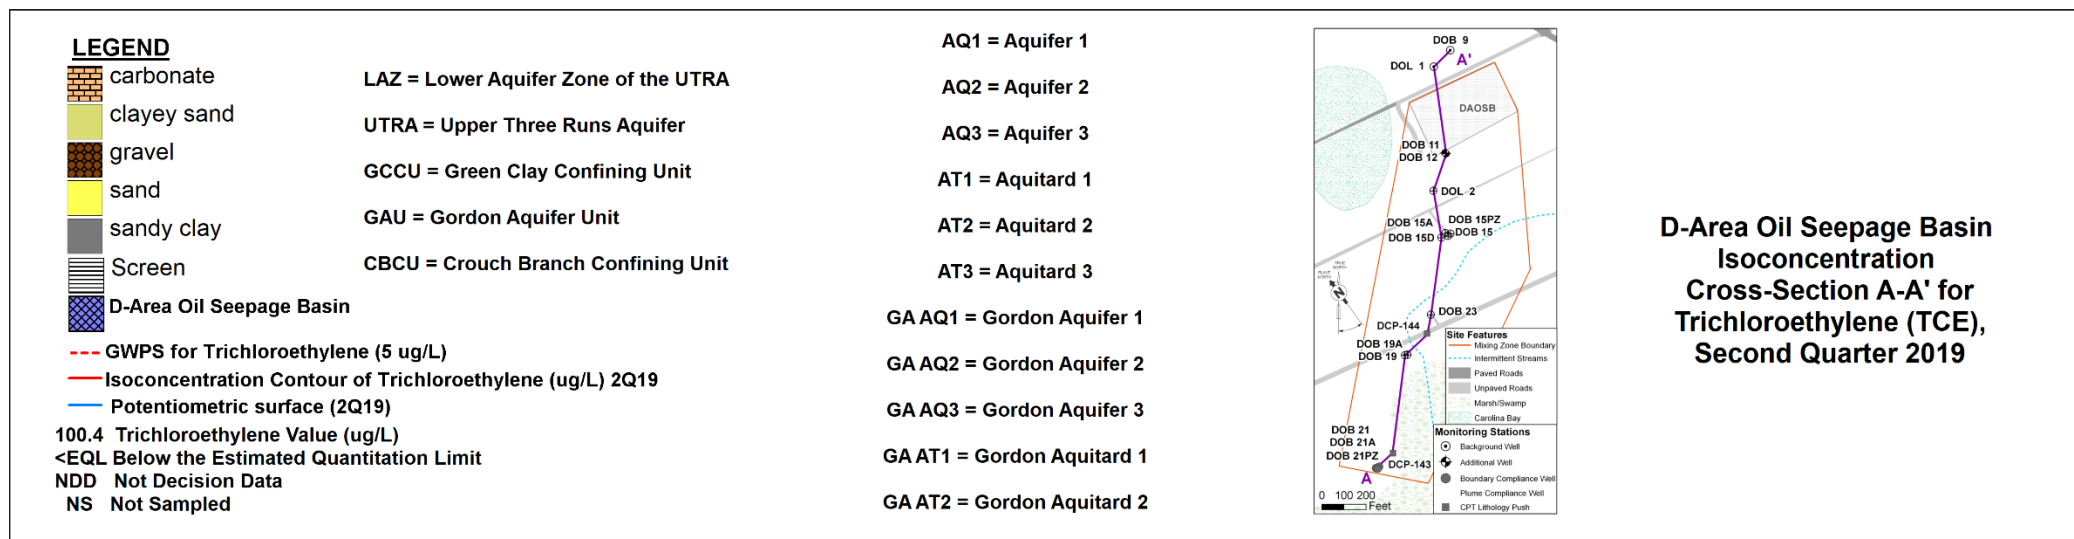 LEGEND
carbonate
clayey sand
gravel
sand
sandy clay
Screen
D-Area Oil Seepage Basin
GWPS for Trichloroethylene (5 ug/L)
Isoconcentration Contour of Trichloroethylene (ug/L) 2Q19
Potentiometric surface (2Q19)
100.4 Trichloroethylene Value (ug/L)
<EQL Below the Estimated Quantitation Limit
NDD Not Decision Data
NS Not Sampled
LAZ = Lower Aquifer Zone of the UTRA
UTRA = Upper Three Runs Aquifer
GCCU = Green Clay Confining Unit
GAU = Gordon Aquifer Unit
CBCU = Crouch Branch Confining Unit
AQ1 = Aquifer 1
AQ2 = Aquifer 2
AQ3 = Aquifer 3
AT1 = Aquitard 1
AT2 = Aquitard 2
AT3 = Aquitard 3
GA AQ1 = Gordon Aquifer 1
GA AQ2 = Gordon Aquifer 2
GA AQ3 = Gordon Aquifer 3
GA AT1 = Gordon Aquitard 1
GA AT2 = Gordon Aquitard 2
DOB 9
A'
DOL 1
DAOSB
DOB 11
DOB 12
DOL 2
DOB 15A
DOB 15PZ
DOB 15
DOB 15D
TRUE
NORTH
PLANT
NORTH
N
DOB 23
DCP-144
DOB 19A
DOB 19
DOB 21
DOB 21A
DOB 21PZ
DCP-143
A
0 100 200
Feet
Site Features
Mixing Zone Boundary
Intermittent Streams
Paved Roads
Unpaved Roads
Marsh/Swamp
Carolina Bay
Monitoring Stations
Background Well
Additional Well
Boundary Compliance Well
Plume Compliance Well
CPT Lithology Push
D-Area Oil Seepage Basin
Isoconcentration
Cross-Section A-A' for
Trichloroethylene (TCE),
Second Quarter 2019